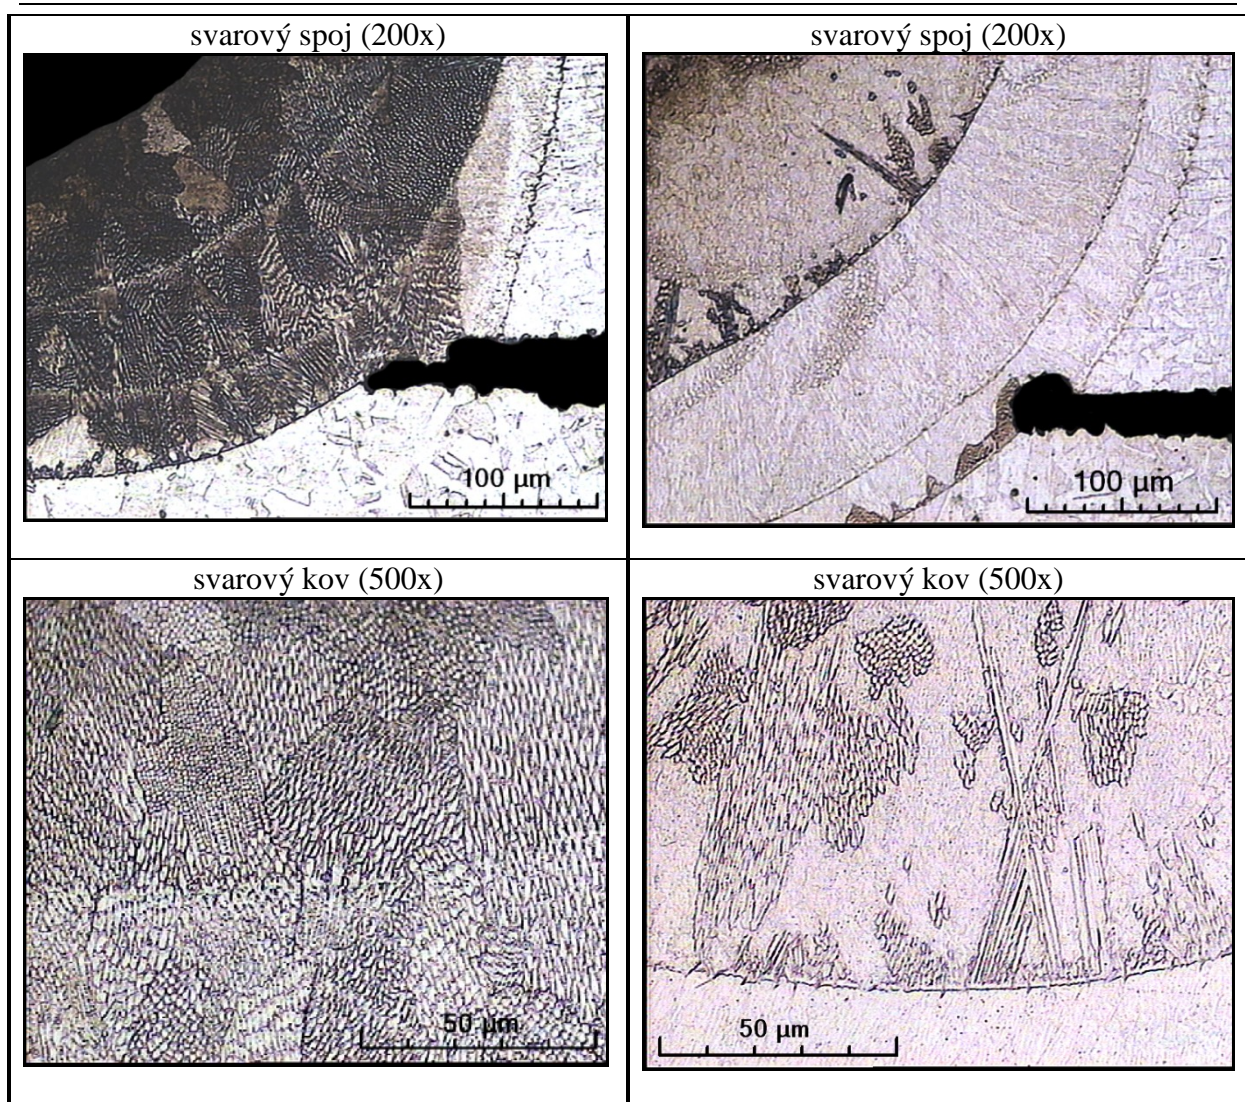 svarový spoj (200x)
svarový spoj (200x)
100 µm
100 µm
svarový kov (500x)
svarový kov (500x)
50 µm
50 µm